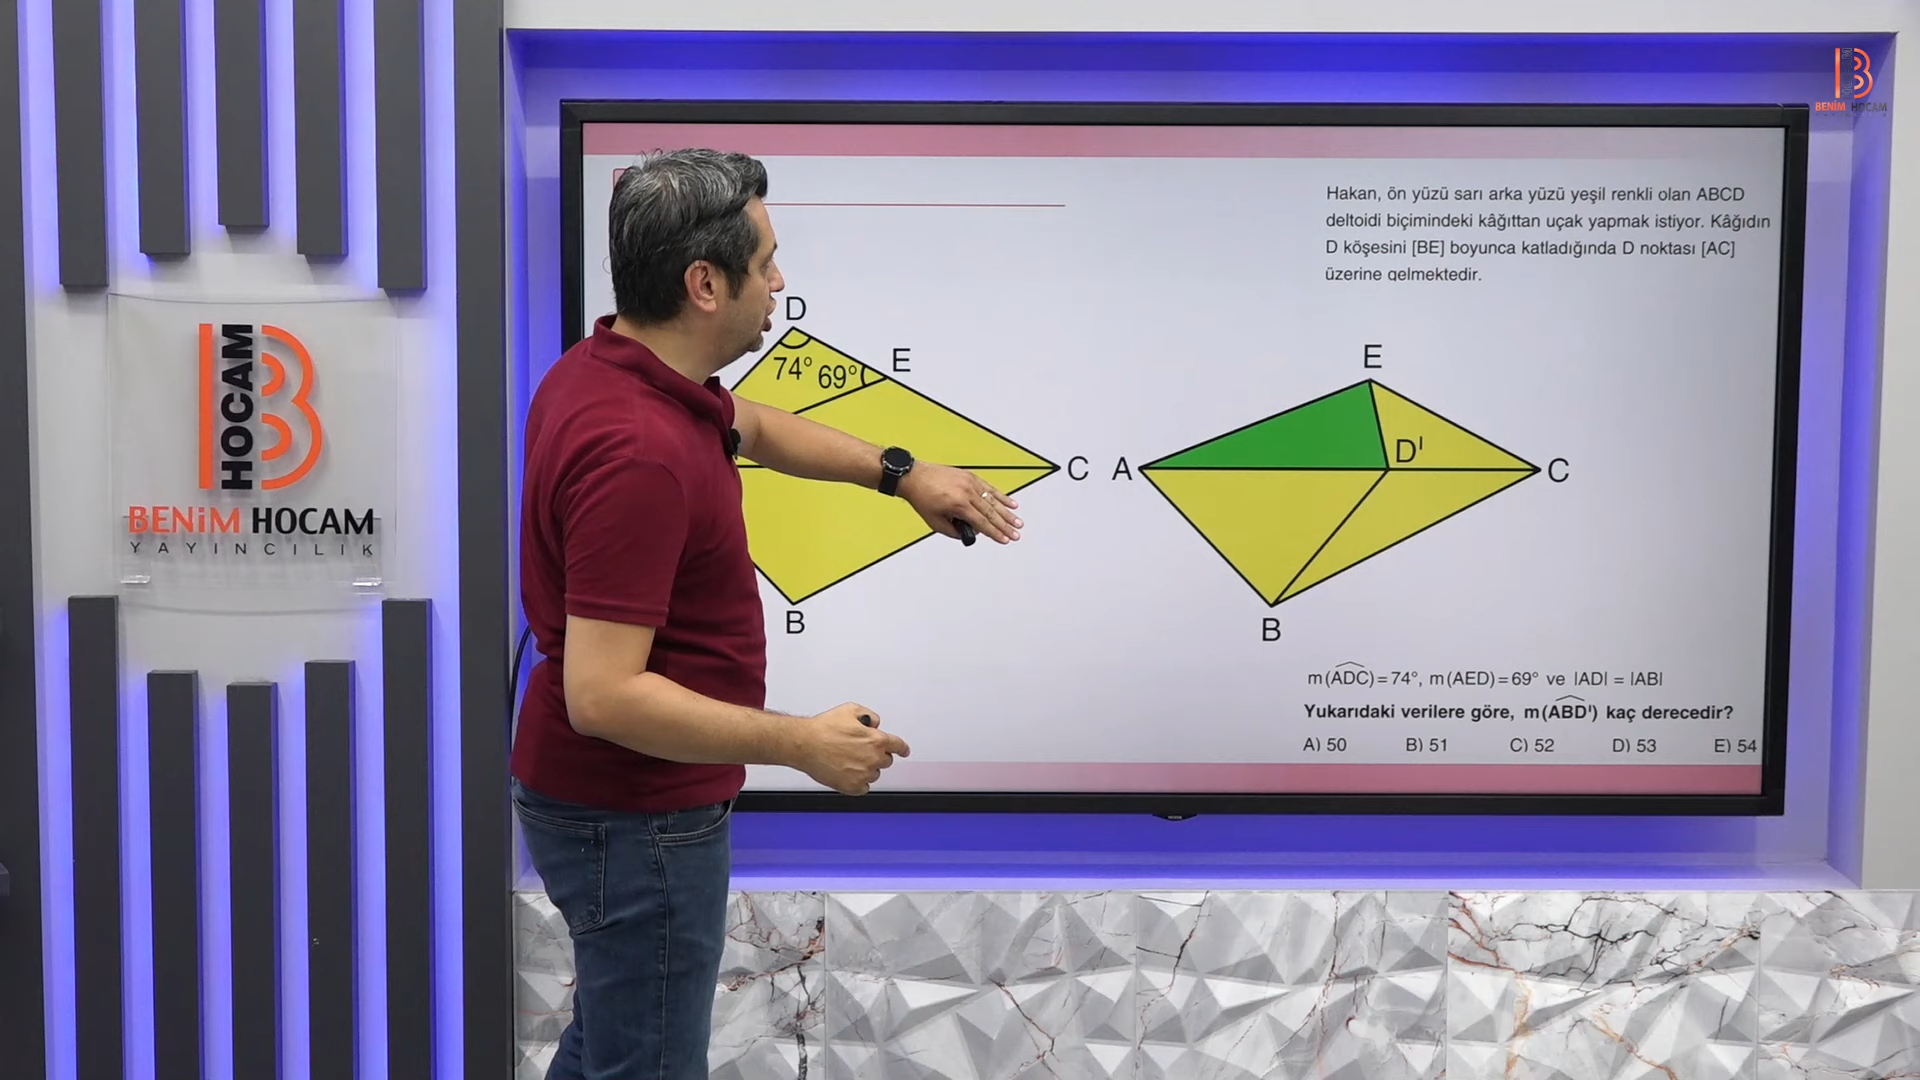 BENİM HOCAM
Hakan, ön yüzü sarı arka yüzü yeşil renkli olan ABCD
deltoidi biçimindeki kâğıttan uçak yapmak istiyor. Kâğıdın
D köşesini [BE] boyunca katladığında D noktası [AC]
üzerine gelmektedir.
D
74° 69°
E
C
B
E
A
D'
C
B
m(ADC)=74°, m(AED)=69° ve |AD| = |AB|
Yukarıdaki verilere göre, m(ABD') kaç derecedir?
A) 50 B) 51 C) 52 D) 53 E) 54
HOCAM
BENİM HOCAM
YAYINCILIK